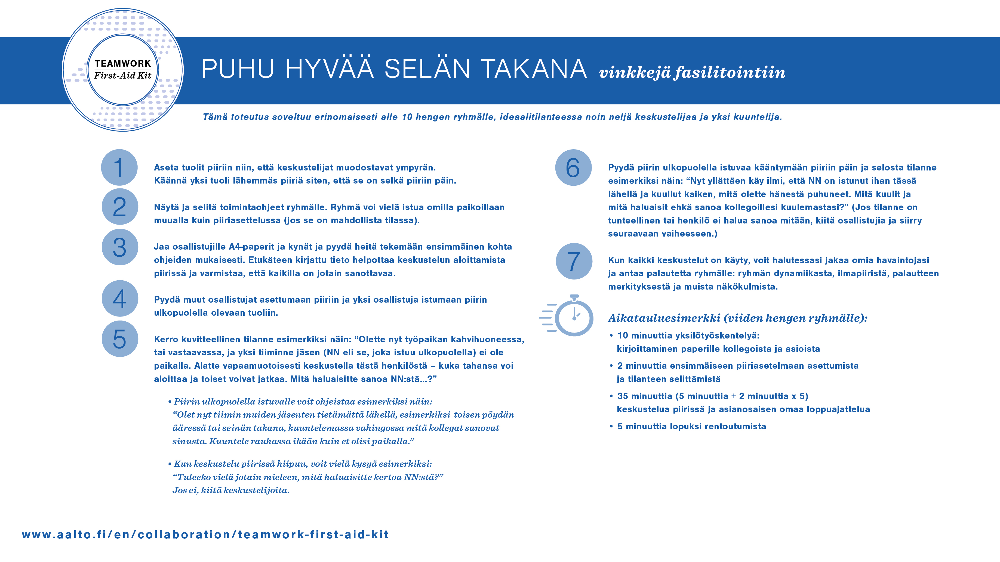 TEAMWORK
First-Aid Kit
PUHU HYVÄÄ SELÄN TAKANA vinkkejä fasilitointiin
Tämä toteutus soveltuu erinomaisesti alle 10 hengen ryhmälle, ideaalitilanteessa noin neljä keskustelijaa ja yksi kuuntelija.
1
Aseta tuolit piiriin niin, että keskustelijat muodostavat ympyrän.
Käännä yksi tuoli lähemmäs piiriä siten, että se on selkä piiriin päin.
2
Näytä ja selitä toimintaohjeet ryhmälle. Ryhmä voi vielä istua omilla paikoillaan
muualla kuin piiriasettelussa (jos se on mahdollista tilassa).
3
Jaa osallistujille A4-paperit ja kynät ja pyydä heitä tekemään ensimmäinen kohta
ohjeiden mukaisesti. Etukäteen kirjattu tieto helpottaa keskustelun aloittamista
piirissä ja varmistaa, että kaikilla on jotain sanottavaa.
4
Pyydä muut osallistujat asettumaan piiriin ja yksi osallistuja istumaan piirin
ulkopuolella olevaan tuoliin.
5
Kerro kuvitteellinen tilanne esimerkiksi näin: “Olette nyt työpaikan kahvihuoneessa,
tai vastaavassa, ja yksi tiiminne jäsen (NN eli se, joka istuu ulkopuolella) ei ole
paikalla. Alatte vapaamuotoisesti keskustella tästä henkilöstä – kuka tahansa voi
aloittaa ja toiset voivat jatkaa. Mitä haluaisitte sanoa NN:stä...?”
• Piirin ulkopuolella istuvalle voit ohjeistaa esimerkiksi näin:
“Olet nyt tiimin muiden jäsenten tietämättä lähellä, esimerkiksi toisen pöydän
ääressä tai seinän takana, kuuntelemassa vahingossa mitä kollegat sanovat
sinusta. Kuuntele rauhassa ikään kuin et olisi paikalla.”
• Kun keskustelu piirissä hiipuu, voit vielä kysyä esimerkiksi:
“Tuleeko vielä jotain mieleen, mitä haluaisitte kertoa NN:stä?”
Jos ei, kiitä keskustelijoita.
6
Pyydä piirin ulkopuolella istuvaa kääntymään piiriin päin ja selosta tilanne
esimerkiksi näin: “Nyt yllättäen käy ilmi, että NN on istunut ihan tässä
lähellä ja kuullut kaiken, mitä olette hänestä puhuneet. Mitä kuulit ja
mitä haluaisit ehkä sanoa kollegoillesi kuulemastasi?” (Jos tilanne on
tunteellinen tai henkilö ei halua sanoa mitään, kiitä osallistujia ja siirry
seuraavaan vaiheeseen.)
7
Kun kaikki keskustelut on käyty, voit halutessasi jakaa omia havaintojasi
ja antaa palautetta ryhmälle: ryhmän dynamiikasta, ilmapiiristä, palautteen
merkityksestä ja muista näkökulmista.
Aikatauluesimerkki (viiden hengen ryhmälle):
• 10 minuuttia yksilötyöskentelyä:
kirjoittaminen paperille kollegoista ja asioista
• 2 minuuttia ensimmäiseen piiriasetelmaan asettumista
ja tilanteen selittämistä
• 35 minuuttia (5 minuuttia + 2 minuuttia x 5)
keskustelua piirissä ja asianosaisen omaa loppuajattelua
• 5 minuuttia lopuksi rentoutumista
www.aalto.fi/en/collaboration/teamwork-first-aid-kit